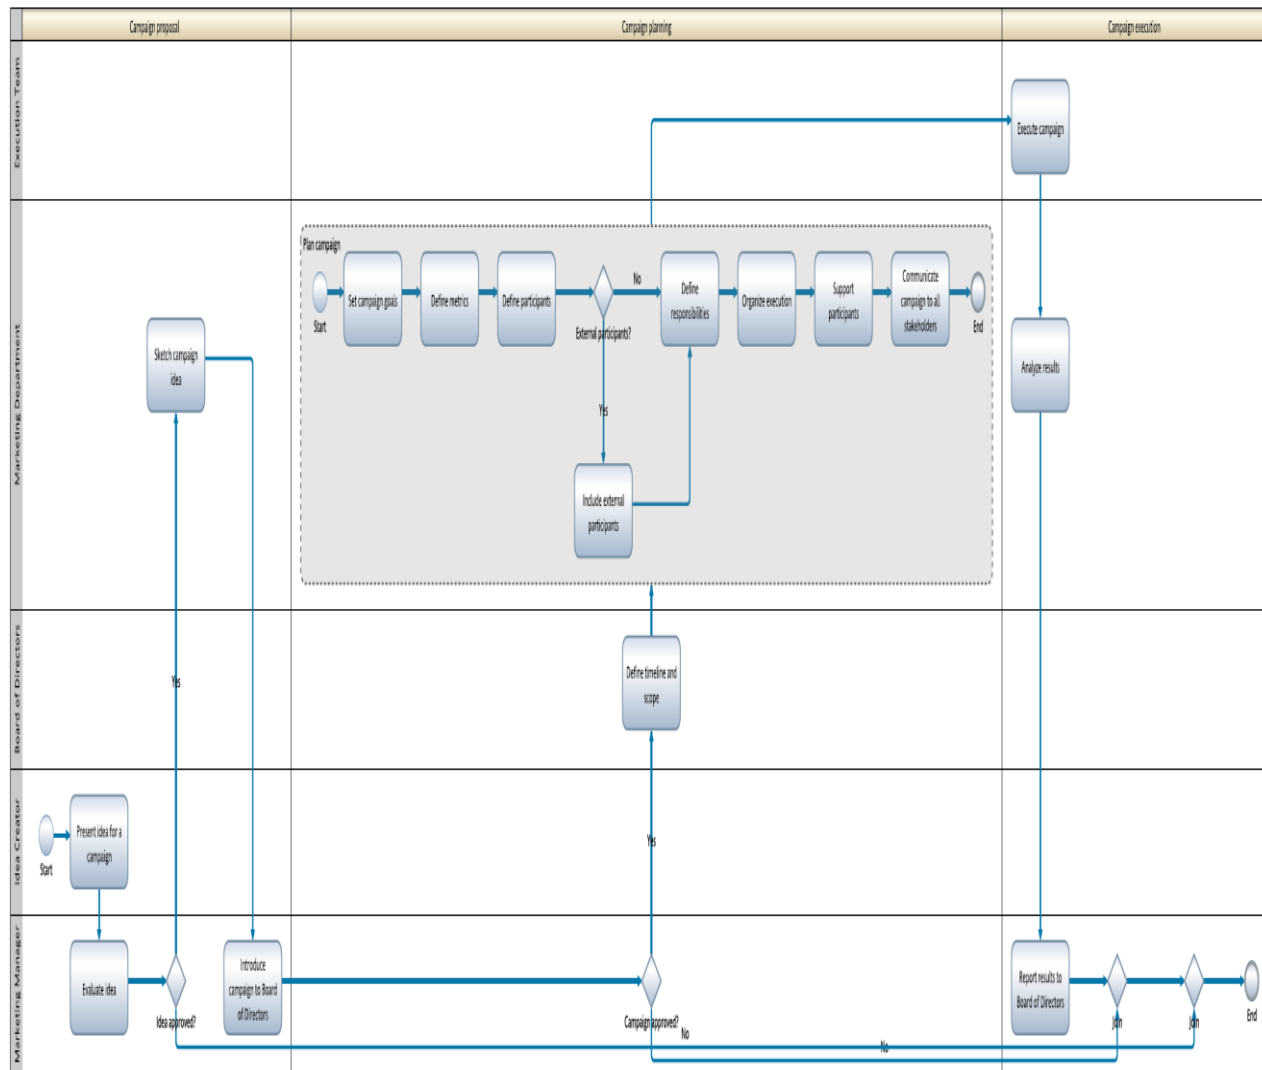 Campaign proposal
Campaign planning
Campaign execution
Execution Team
Execute campaign
Marketing Department
Plan campaign
Start
Set campaign goals
Define metrics
Define participants
External participants?
No
Yes
Define
responsibilities
Organize execution
Support
participants
Communicate
campaign to all
stakeholders
End
Include external
participants
Sketch campaign
idea
Analyze results
Board of Directors
Yes
Define timeline and
scope
Idea Creator
Start
Present idea for a
campaign
Yes
Marketing Manager
Evaluate idea
Idea approved?
Introduce
campaign to Board
of Directors
Campaign approved?
No
No
Report results to
Board of Directors
Join
Join
End